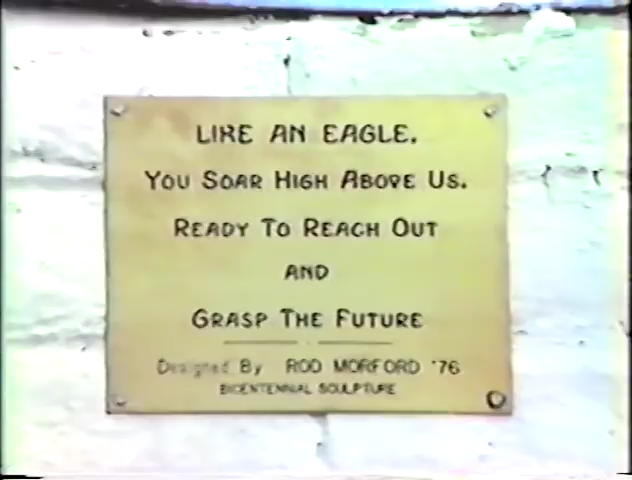 LIKE AN EAGLE.
YOU SOAR HIGH ABOVE US.
READY TO REACH OUT
AND
GRASP THE FUTURE
Designed By ROD MORFORD '76
BICENTENNIAL SCULPTURE